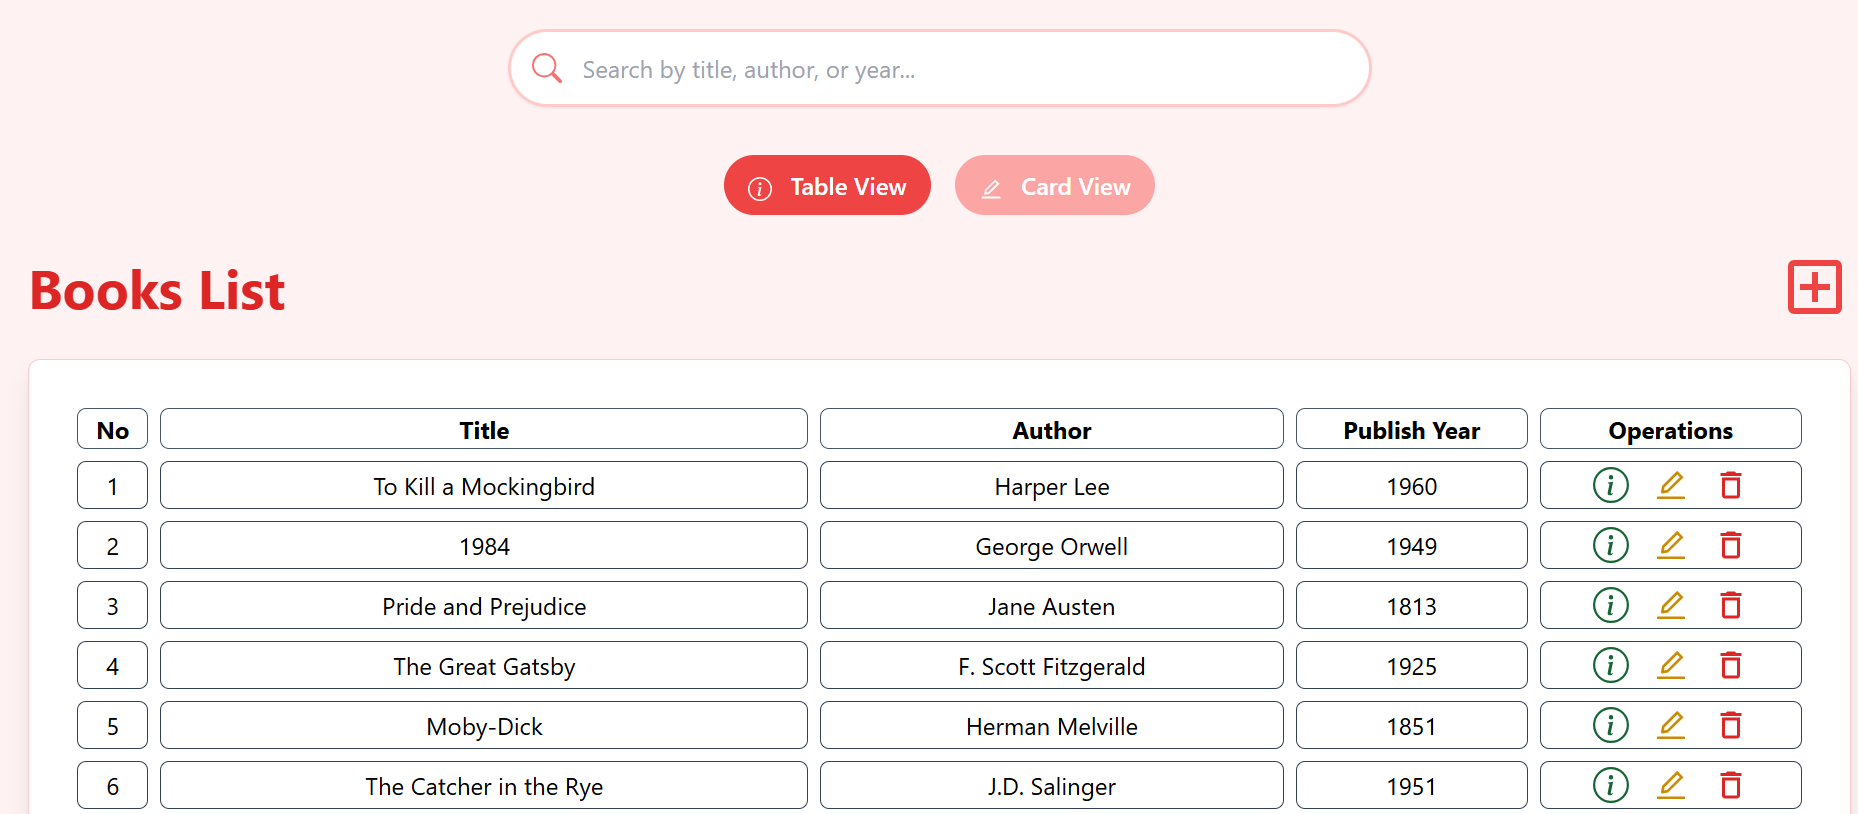 Search by title, author, or year...
Table View Card View
Books List
No Title Author Publish Year Operations
1 To Kill a Mockingbird Harper Lee 1960
2 1984 George Orwell 1949
3 Pride and Prejudice Jane Austen 1813
4 The Great Gatsby F. Scott Fitzgerald 1925
5 Moby-Dick Herman Melville 1851
6 The Catcher in the Rye J.D. Salinger 1951